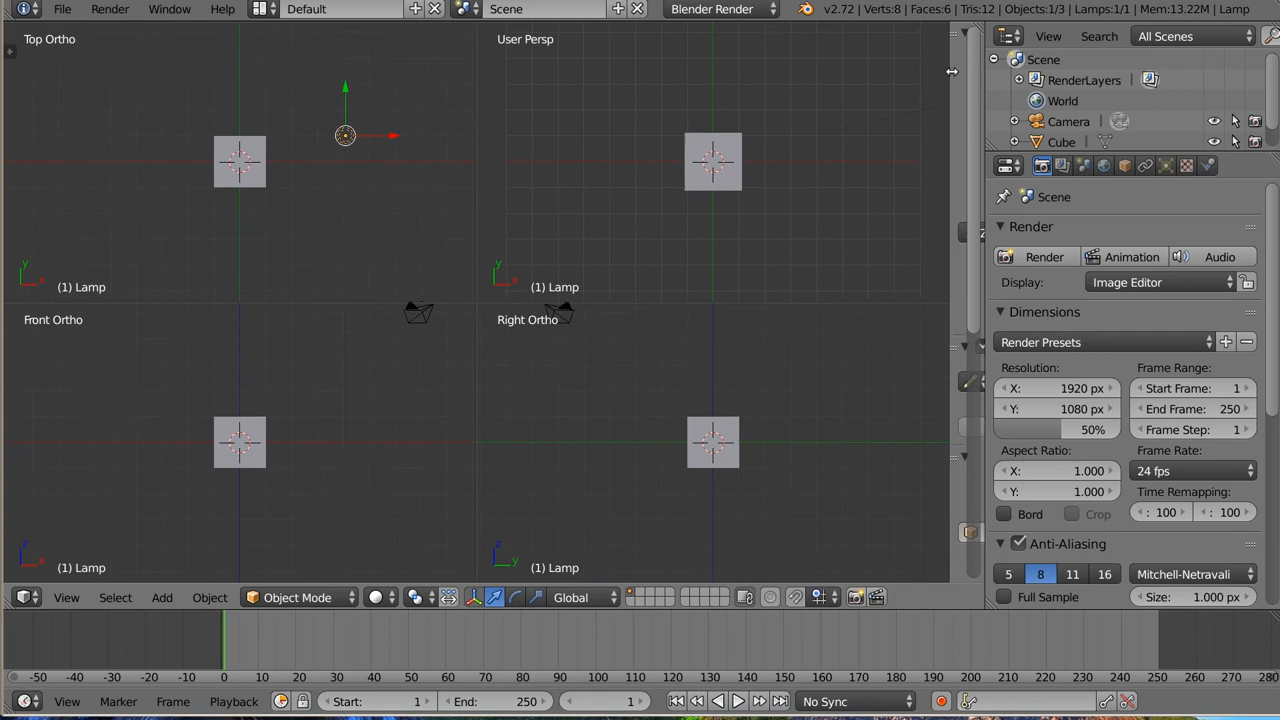 File Render Window Help Default Scene Blender Render v2.72 | Verts:8 | Faces:6 | Tris:12 | Objects:1/3 | Lamps:1/1 | Mem:13.22M | Lamp
Top Ortho
User Persp
y
x
(1) Lamp
y
x
(1) Lamp
Front Ortho
Right Ortho
z
x
(1) Lamp
z
y
(1) Lamp
View Search All Scenes
Scene
RenderLayers
World
Camera
Cube
Scene
Render
Render Animation Audio
Display: Image Editor
Dimensions
Render Presets
Resolution: Frame Range:
X: 1920 px Start Frame: 1
Y: 1080 px End Frame: 250
50% Frame Step: 1
Aspect Ratio: Frame Rate:
X: 1.000 24 fps
Y: 1.000 Time Remapping:
Bord Crop : 100 : 100
Anti-Aliasing
5 8 11 16 Mitchell-Netravali
Full Sample Size: 1.000 px
View Select Add Object Object Mode Global
-50 -40 -30 -20 -10 0 10 20 30 40 50 60 70 80 90 100 110 120 130 140 150 160 170 180 190 200 210 220 230 240 250 260 270 280
View Marker Frame Playback Start: 1 End: 250 1 No Sync